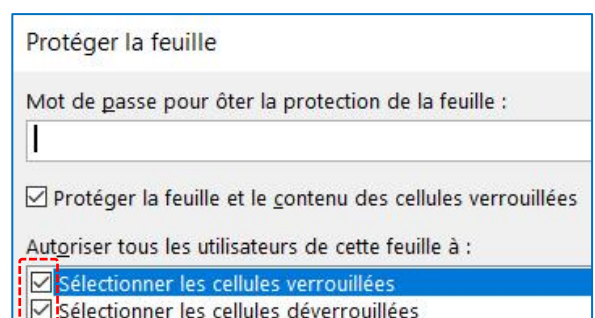 Protéger la feuille
Mot de passe pour ôter la protection de la feuille :
Protéger la feuille et le contenu des cellules verrouillées
Autoriser tous les utilisateurs de cette feuille à :
Sélectionner les cellules verrouillées
Sélectionner les cellules déverrouillées